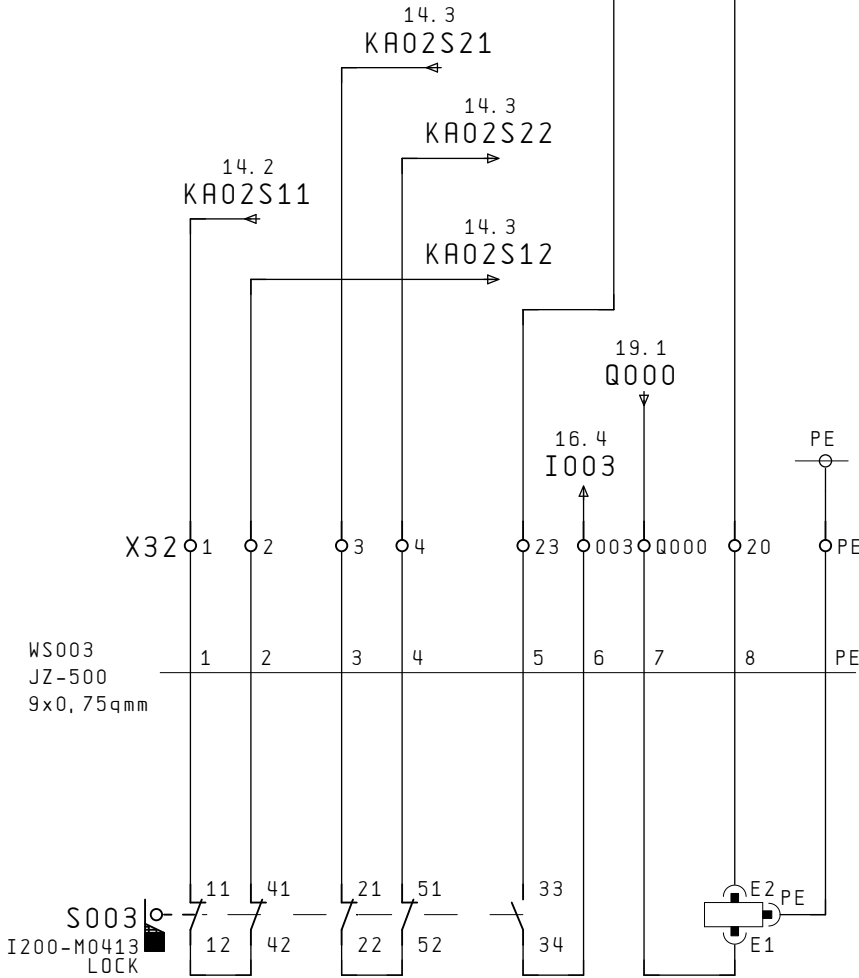 14.3
KA02S21
14.3
KA02S22
14.2
KA02S11
14.3
KA02S12
19.1
Q000
16.4
I003
PE
X32 1 2 3 4 23 003 Q000 20 PE
WS003
JZ-500
9x0,75qmm
1 2 3 4 5 6 7 8 PE
11 41 21 51 33 E2 PE
S003
12 42 22 52 34 E1
I200-M0413
LOCK